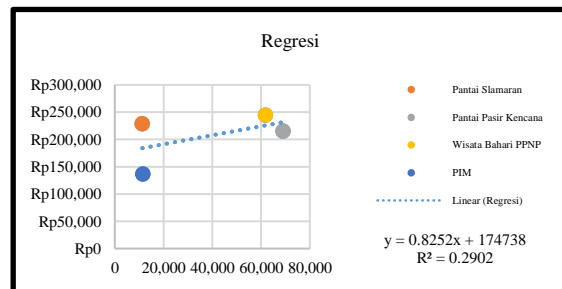 Regresi
Rp300,000
Rp250,000
Rp200,000
Rp150,000
Rp100,000
Rp50,000
Rp0
0 20,000 40,000 60,000 80,000
Pantai Slamaran
Pantai Pasir Kencana
Wisata Bahari PPNP
PIM
Linear (Regresi)
y = 0.8252x + 174738
R² = 0.2902